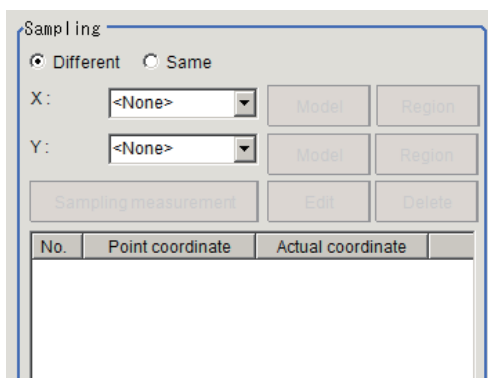 Sampling
Different Same
X: <None> Model Region
Y: <None> Model Region
Sampling measurement Edit Delete
No. Point coordinate Actual coordinate